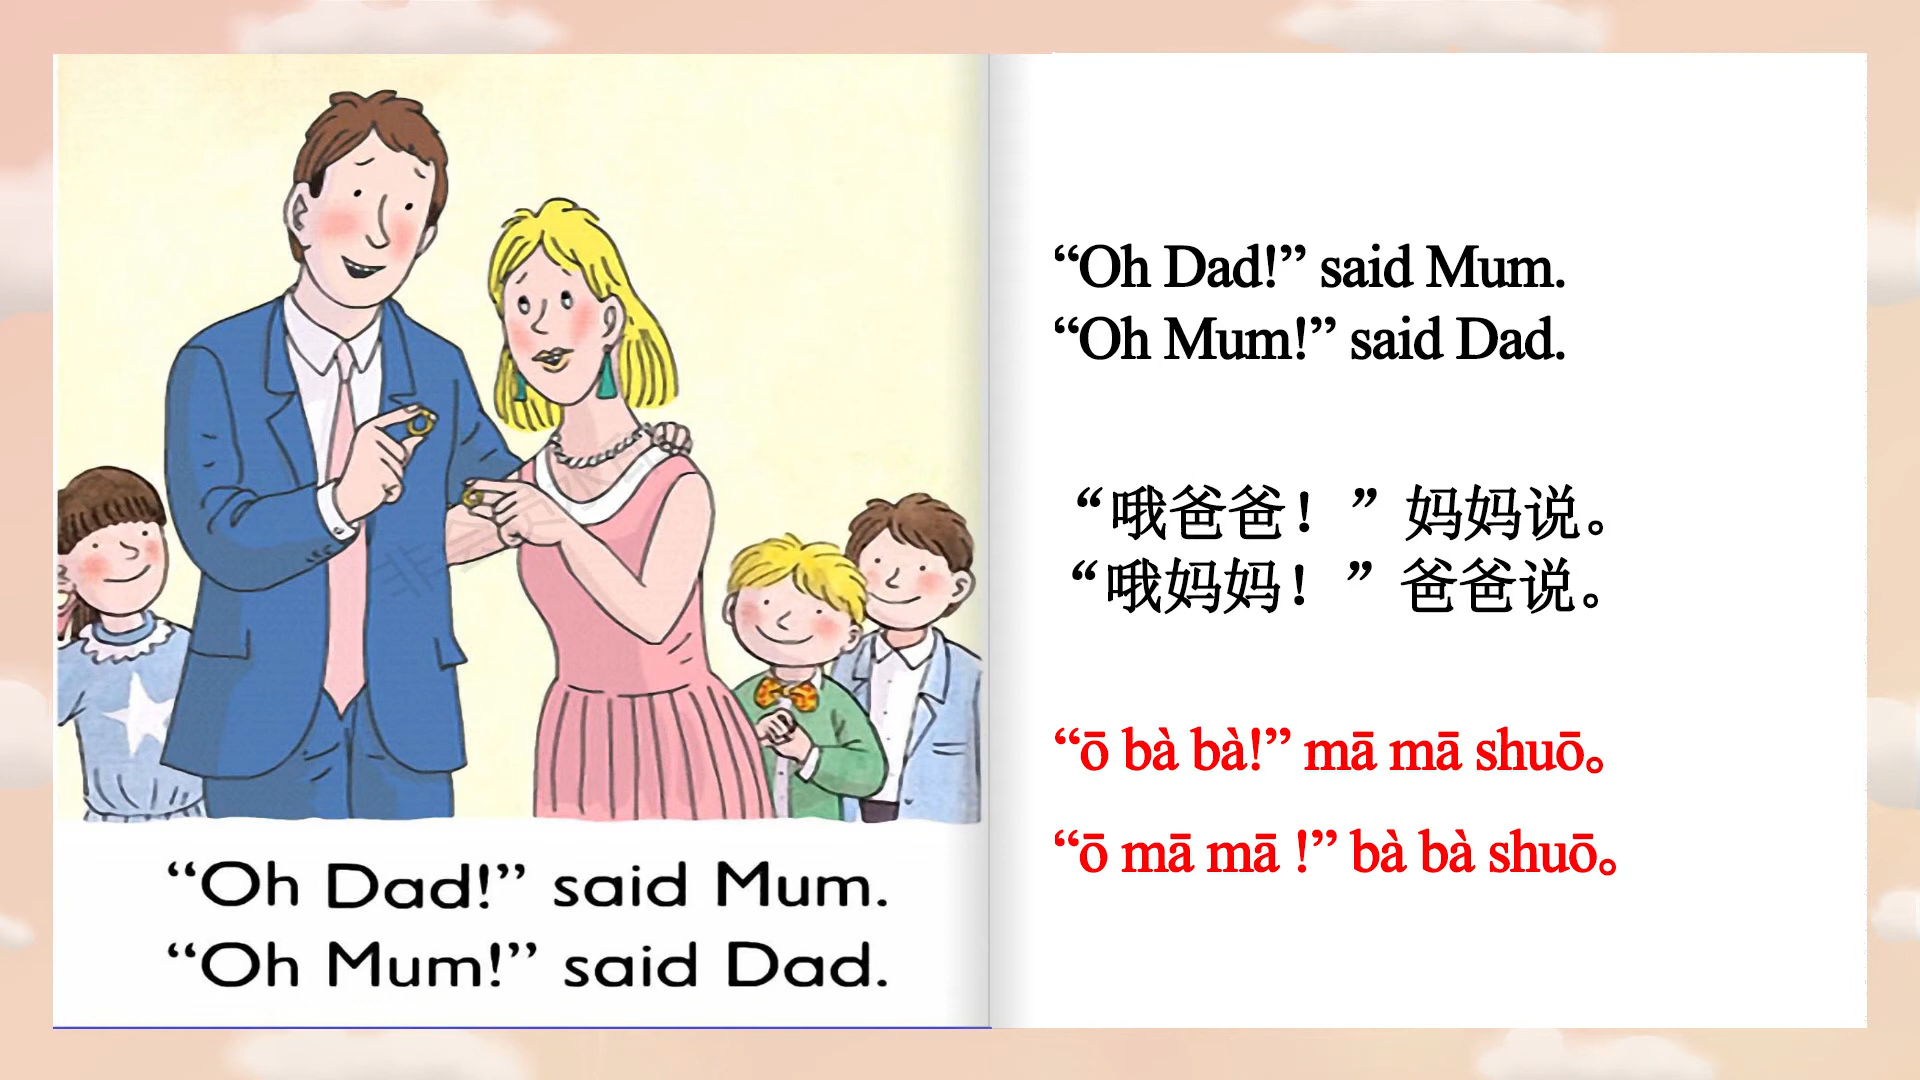 “Oh Dad!” said Mum.
“Oh Mum!” said Dad.
“Oh Dad!” said Mum.
“Oh Mum!” said Dad.
“哦爸爸！”妈妈说。
“哦妈妈！”爸爸说。
“ō bà bà!” mā mā shuō。
“ō mā mā !” bà bà shuō。